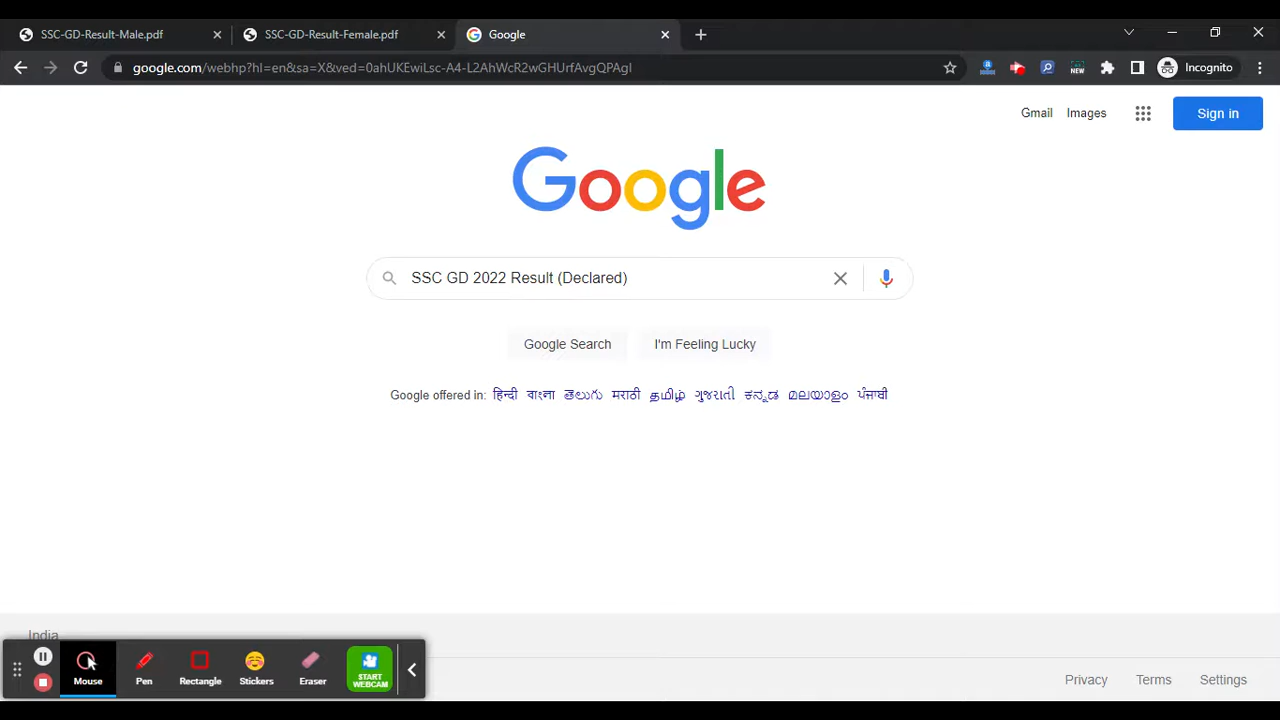 SSC-GD-Result-Male.pdf SSC-GD-Result-Female.pdf Google
google.com/webhp?hl=en&sa=X&ved=0ahUKEwiLsc-A4-L2AhWcR2wGHUrfAvgQPAgI NEW Incognito
Gmail Images Sign in
Google
SSC GD 2022 Result (Declared)
Google Search I'm Feeling Lucky
Google offered in: हिन्दी বাংলা తెలుగు मराठी தமிழ் ગુજરાતી ಕನ್ನಡ മലയാളം ਪੰਜਾਬੀ
India
Mouse Pen Rectangle Stickers Eraser START WEBCAM
Privacy Terms Settings